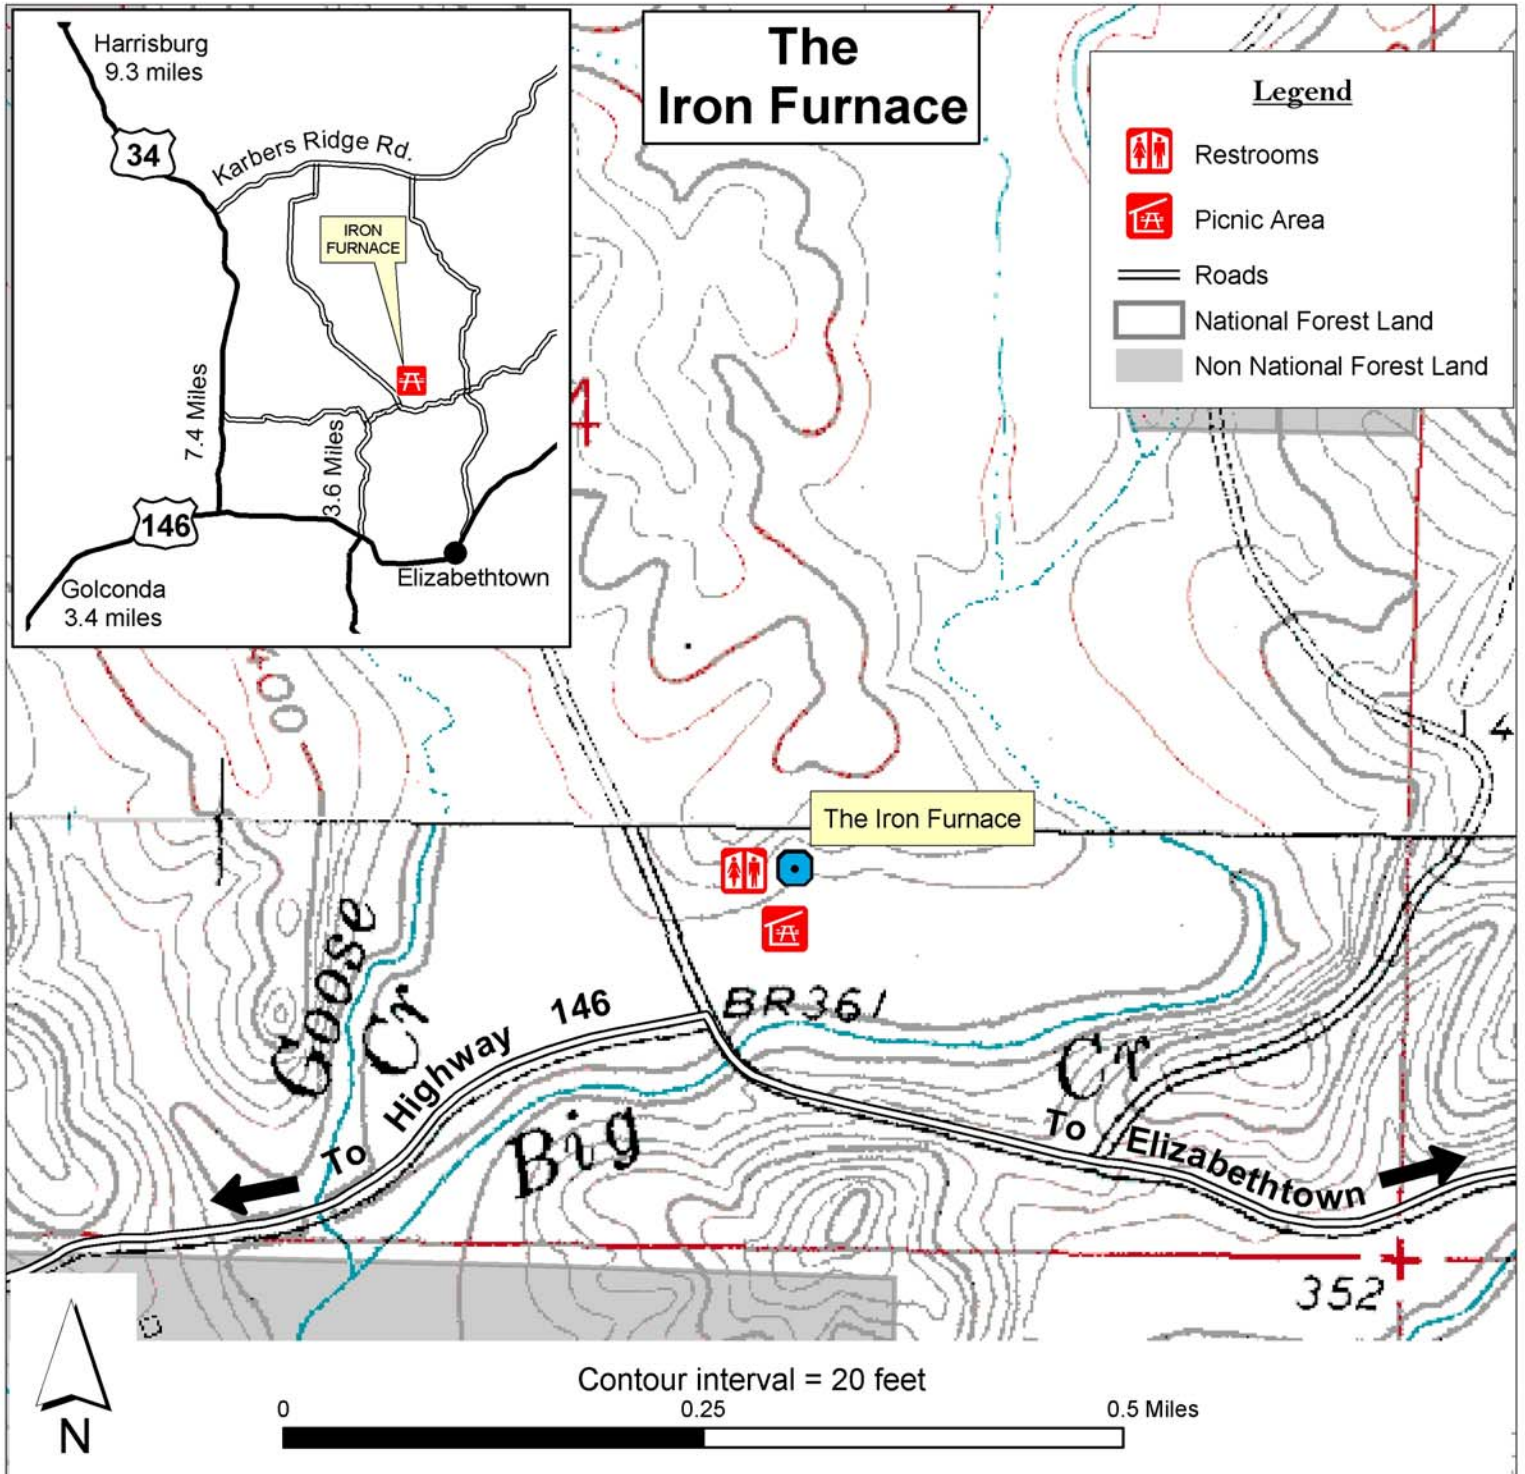 The
Iron Furnace
Harrisburg
9.3 miles
34
Karbers Ridge Rd.
IRON
FURNACE
7.4 Miles
3.6 Miles
146
Golconda
3.4 miles
Elizabethtown
Legend
Restrooms
Picnic Area
Roads
National Forest Land
Non National Forest Land
400
4
The Iron Furnace
Goose
Cr
BR361
To Highway 146
Big
Cr
To Elizabethtown
352
N
Contour interval = 20 feet
0 0.25 0.5 Miles